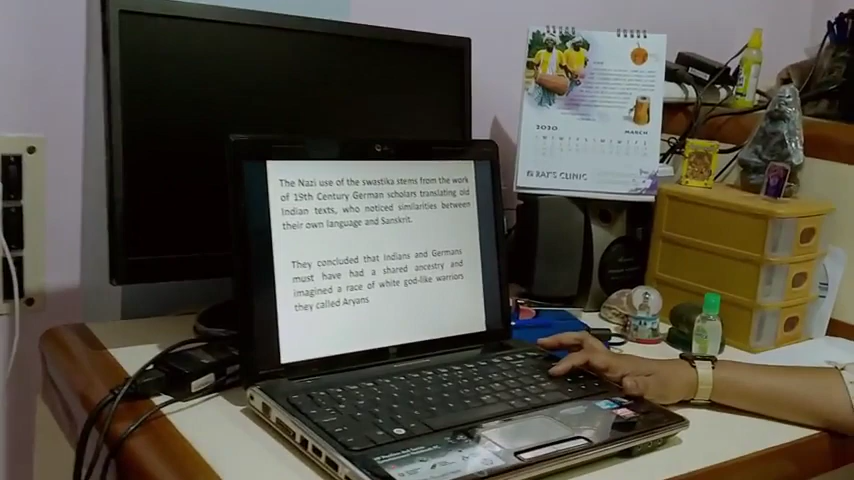 2020
MARCH
RAYS CLINIC
The Nazi use of the swastika stems from the work
of 19th Century German scholars translating old
Indian texts, who noticed similarities between
their own language and Sanskrit.
They concluded that Indians and Germans
must have had a shared ancestry and
imagined a race of white god-like warriors
they called Aryans